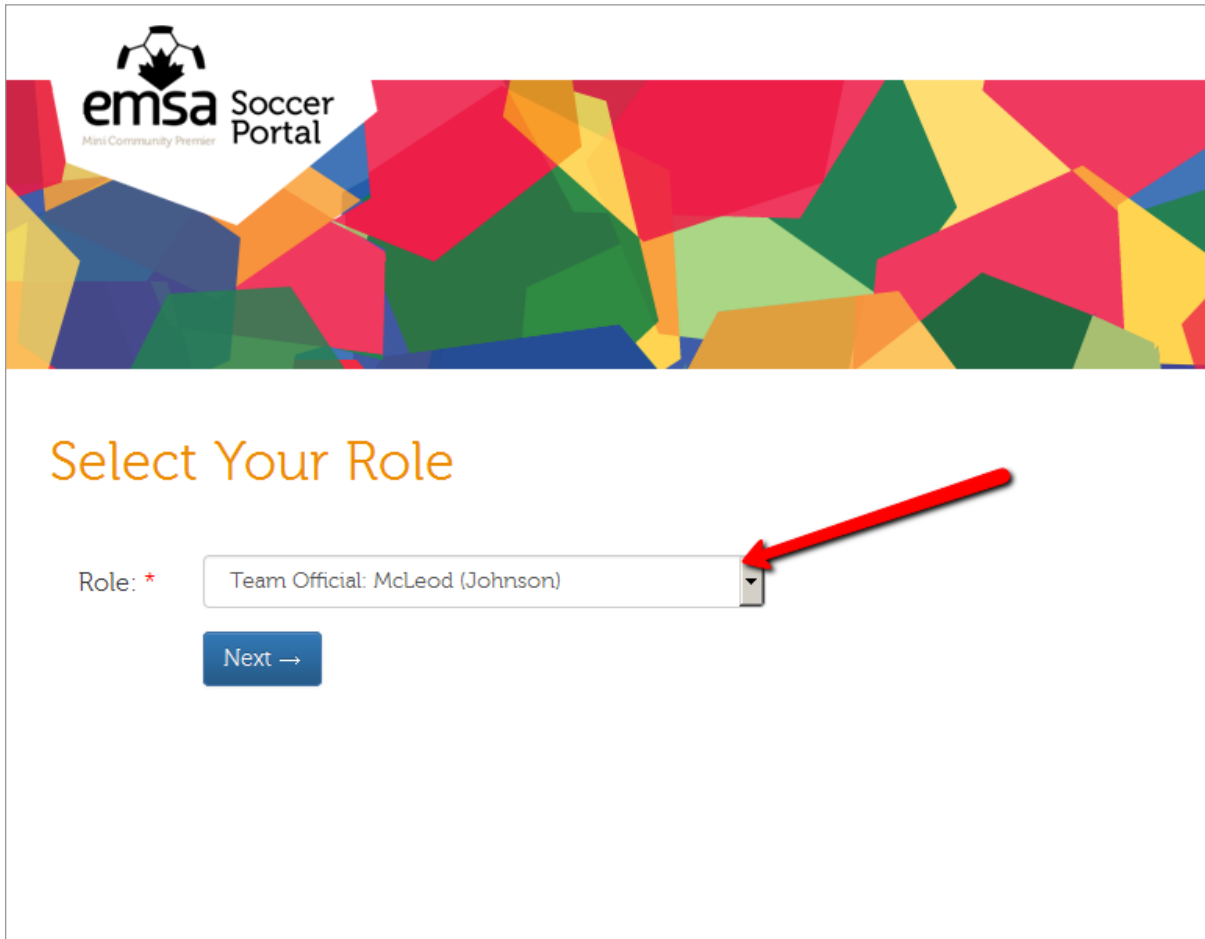 emsa Soccer
Mini Community Premier Portal
Select Your Role
Role: * Team Official: McLeod (Johnson)
Next →